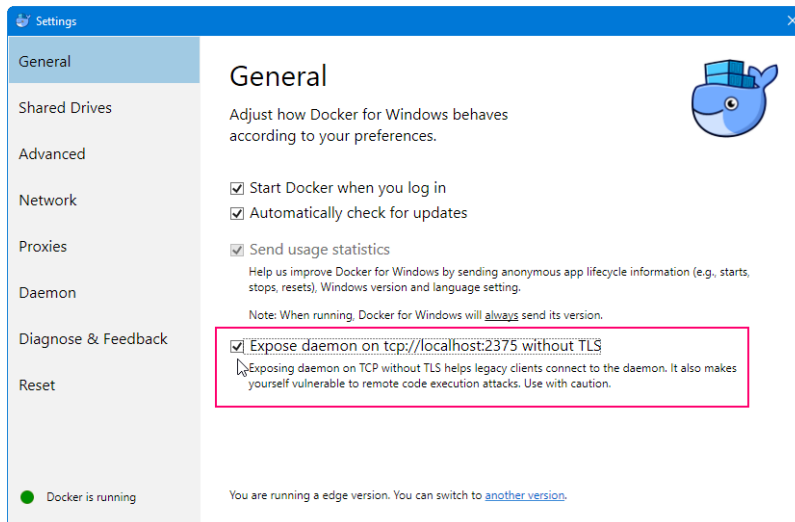 Settings
General
Shared Drives
Advanced
Network
Proxies
Daemon
Diagnose & Feedback
Reset
Docker is running
General
Adjust how Docker for Windows behaves
according to your preferences.
Start Docker when you log in
Automatically check for updates
Send usage statistics
Help us improve Docker for Windows by sending anonymous app lifecycle information (e.g., starts,
stops, resets), Windows version and language setting.
Note: When running, Docker for Windows will always send its version.
Expose daemon on tcp://localhost:2375 without TLS
Exposing daemon on TCP without TLS helps legacy clients connect to the daemon. It also makes
yourself vulnerable to remote code execution attacks. Use with caution.
You are running a edge version. You can switch to another version.